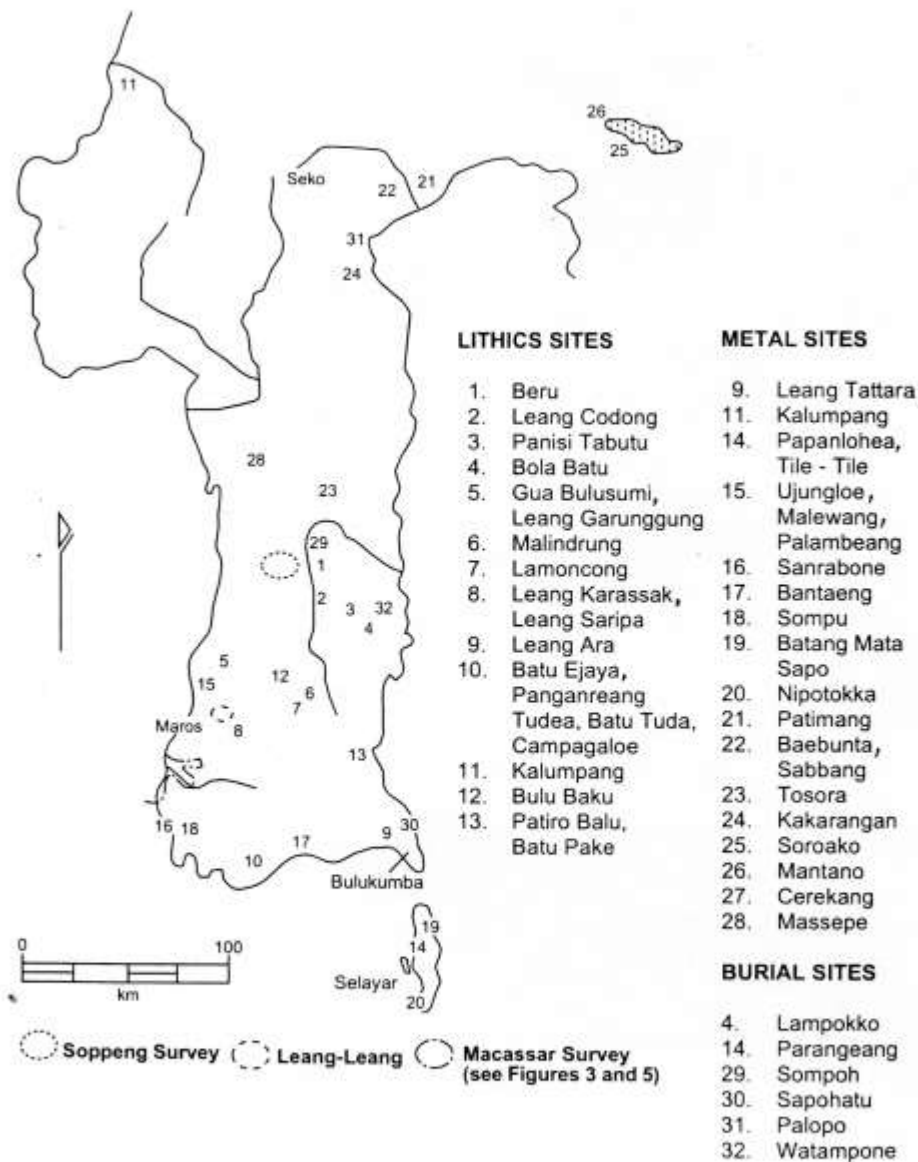 11
26
25
Seko
22
21
31
24
28
23
29
1
2
3
32
4
5
15
12
6
7
Maros
8
13
16
18
10
17
9
30
Bulukumba
0 100
km
19
14
Selayar
20
Soppeng Survey Leang-Leang Macassar Survey
(see Figures 3 and 5)
LITHICS SITES
1. Beru
2. Leang Codong
3. Panisi Tabutu
4. Bola Batu
5. Gua Bulusumi,
Leang Garunggung
6. Malindrung
7. Lamoncong
8. Leang Karassak,
Leang Saripa
9. Leang Ara
10. Batu Ejaya,
Panganreang
Tudea, Batu Tuda,
Campagaloe
11. Kalumpang
12. Bulu Baku
13. Patiro Balu,
Batu Pake
METAL SITES
9. Leang Tattara
11. Kalumpang
14. Papanlohea,
Tile - Tile
15. Ujungloe,
Malewang,
Palambeang
16. Sanrabone
17. Bantaeng
18. Sompu
19. Batang Mata
Sapo
20. Nipotokka
21. Patimang
22. Baebunta,
Sabbang
23. Tosora
24. Kakarangan
25. Soroako
26. Mantano
27. Cerekang
28. Massepe
BURIAL SITES
4. Lampokko
14. Parangeang
29. Sompoh
30. Sapohatu
31. Palopo
32. Watampone